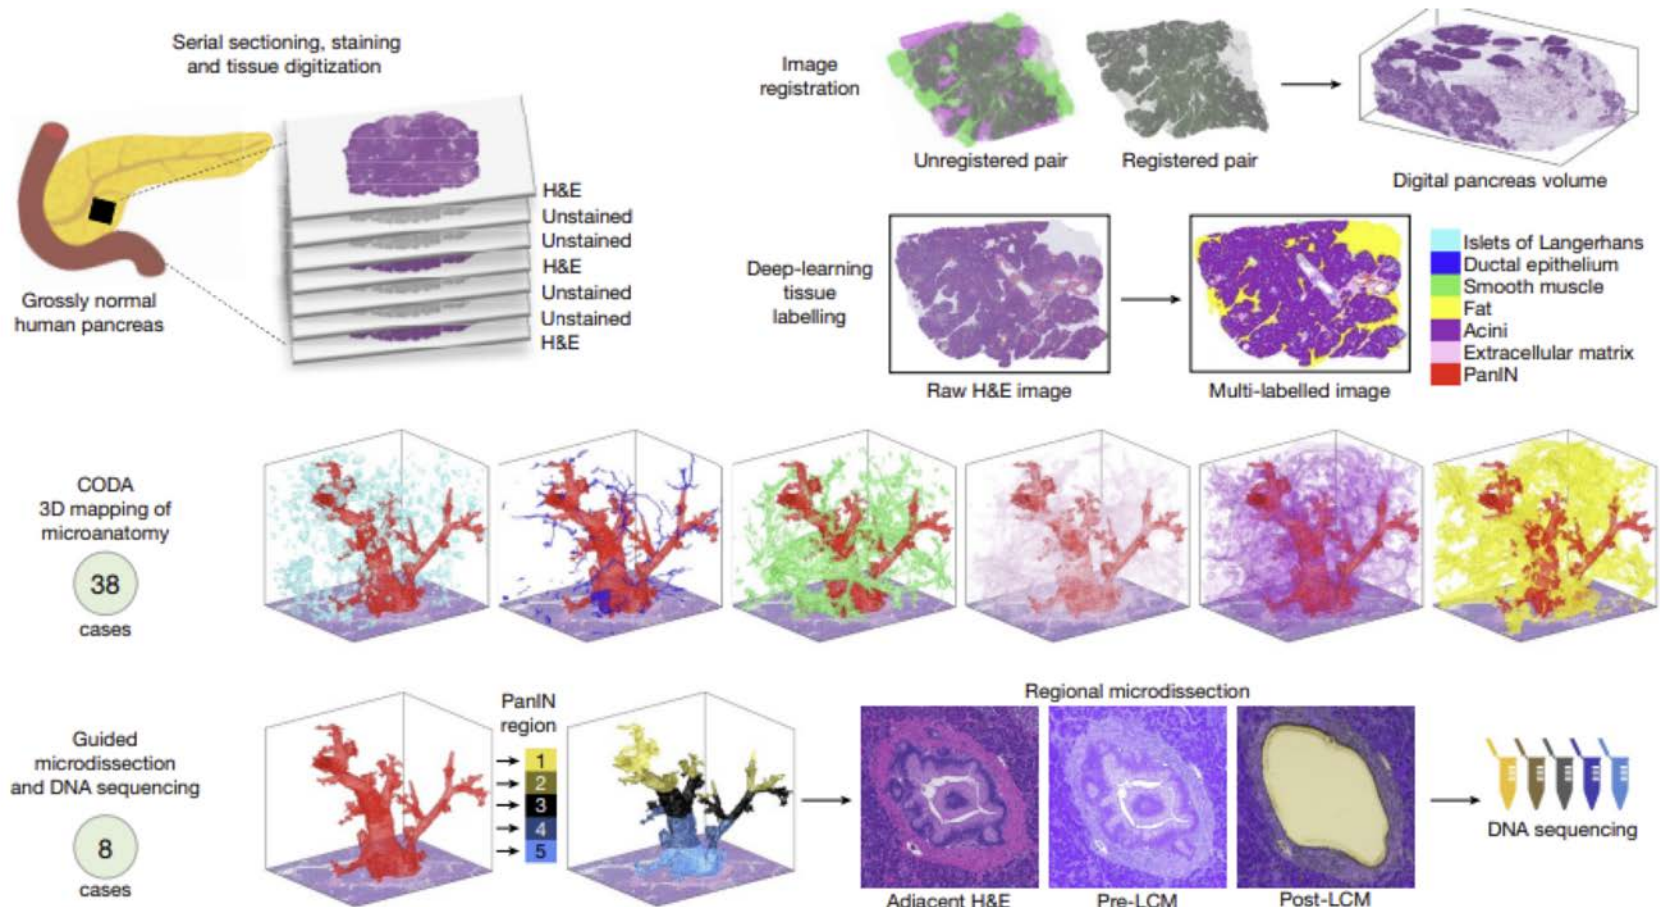 Serial sectioning, staining
and tissue digitization
H&E
Unstained
Unstained
H&E
Unstained
Unstained
H&E
Grossly normal
human pancreas
Image
registration
Unregistered pair
Registered pair
Digital pancreas volume
Deep-learning
tissue
labelling
Raw H&E image
Multi-labelled image
Islets of Langerhans
Ductal epithelium
Smooth muscle
Fat
Acini
Extracellular matrix
PanIN
CODA
3D mapping of
microanatomy
38
cases
Guided
microdissection
and DNA sequencing
8
cases
PanIN
region
1
2
3
4
5
Regional microdissection
Adjacent H&E
Pre-LCM
Post-LCM
DNA sequencing